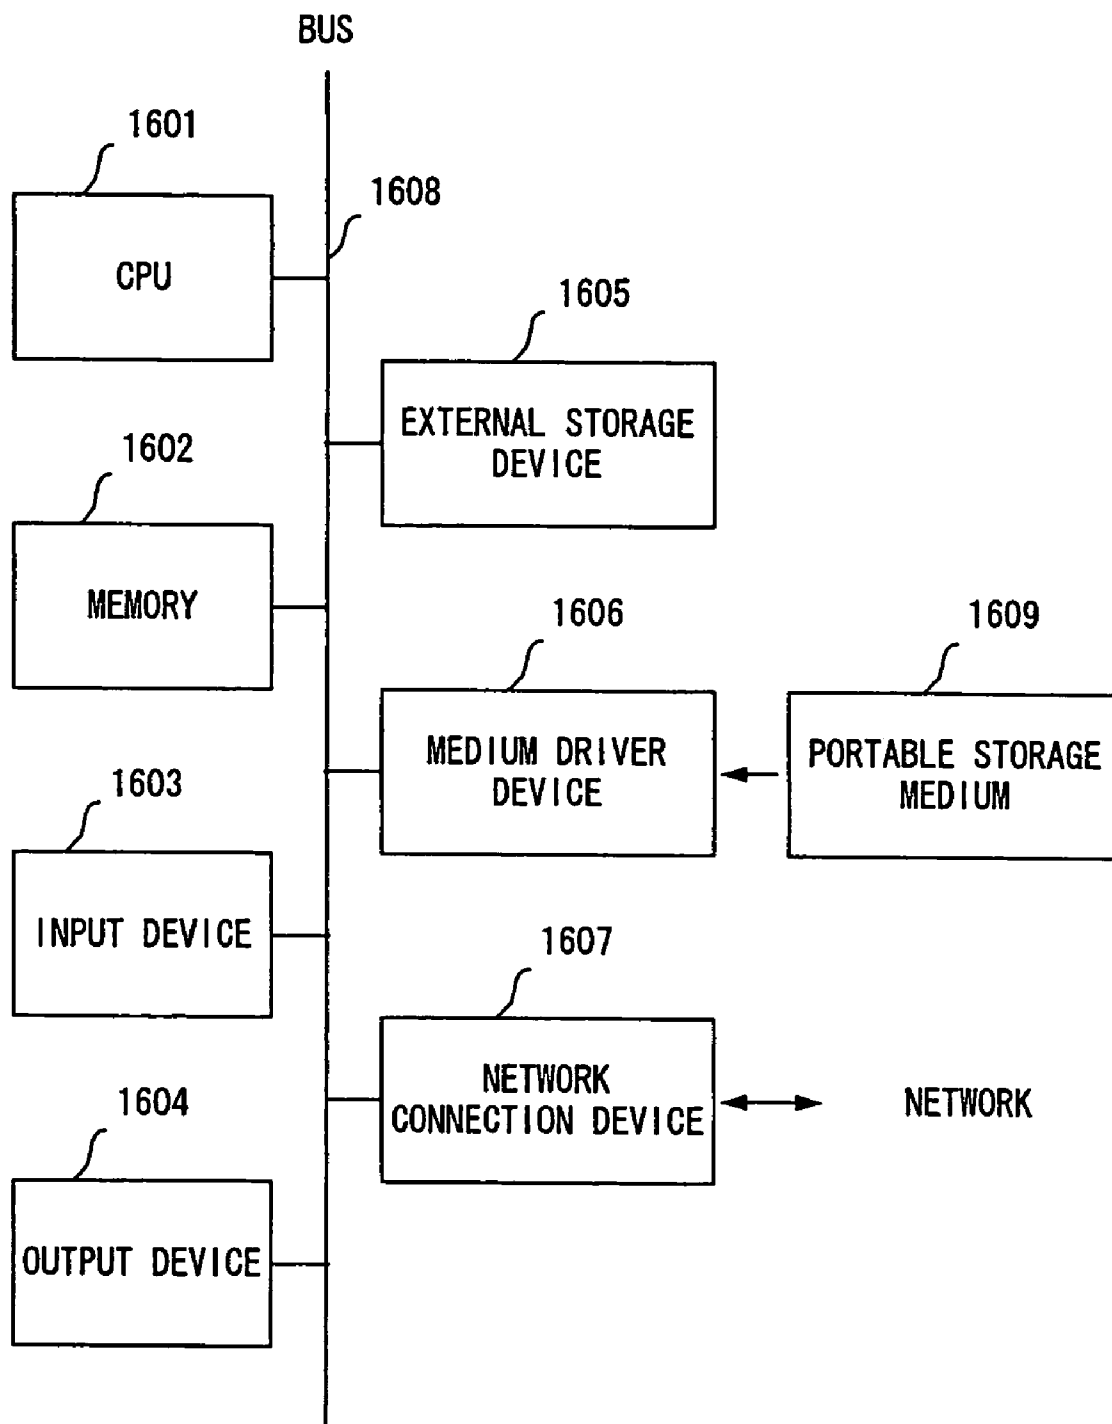 BUS
1601
CPU
1608
1605
EXTERNAL STORAGE
DEVICE
1602
MEMORY
1606
MEDIUM DRIVER
DEVICE
1609
PORTABLE STORAGE
MEDIUM
1603
INPUT DEVICE
1607
NETWORK
CONNECTION DEVICE
NETWORK
1604
OUTPUT DEVICE